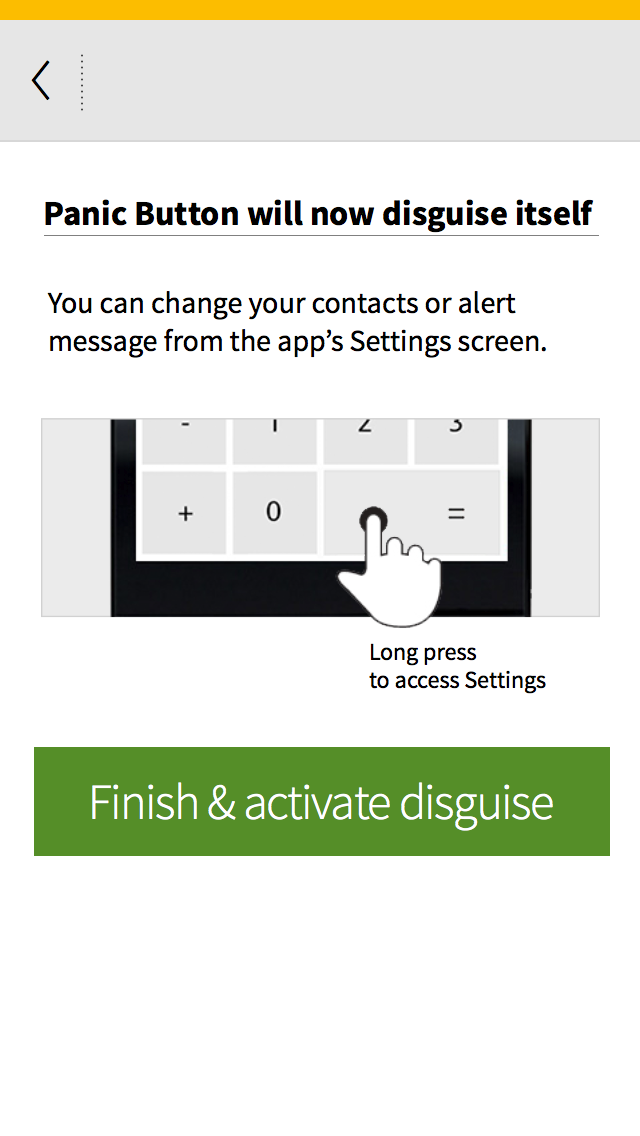 Panic Button will now disguise itself
You can change your contacts or alert
message from the app’s Settings screen.
- 1 2 3
+ 0 =
Long press
to access Settings
Finish & activate disguise